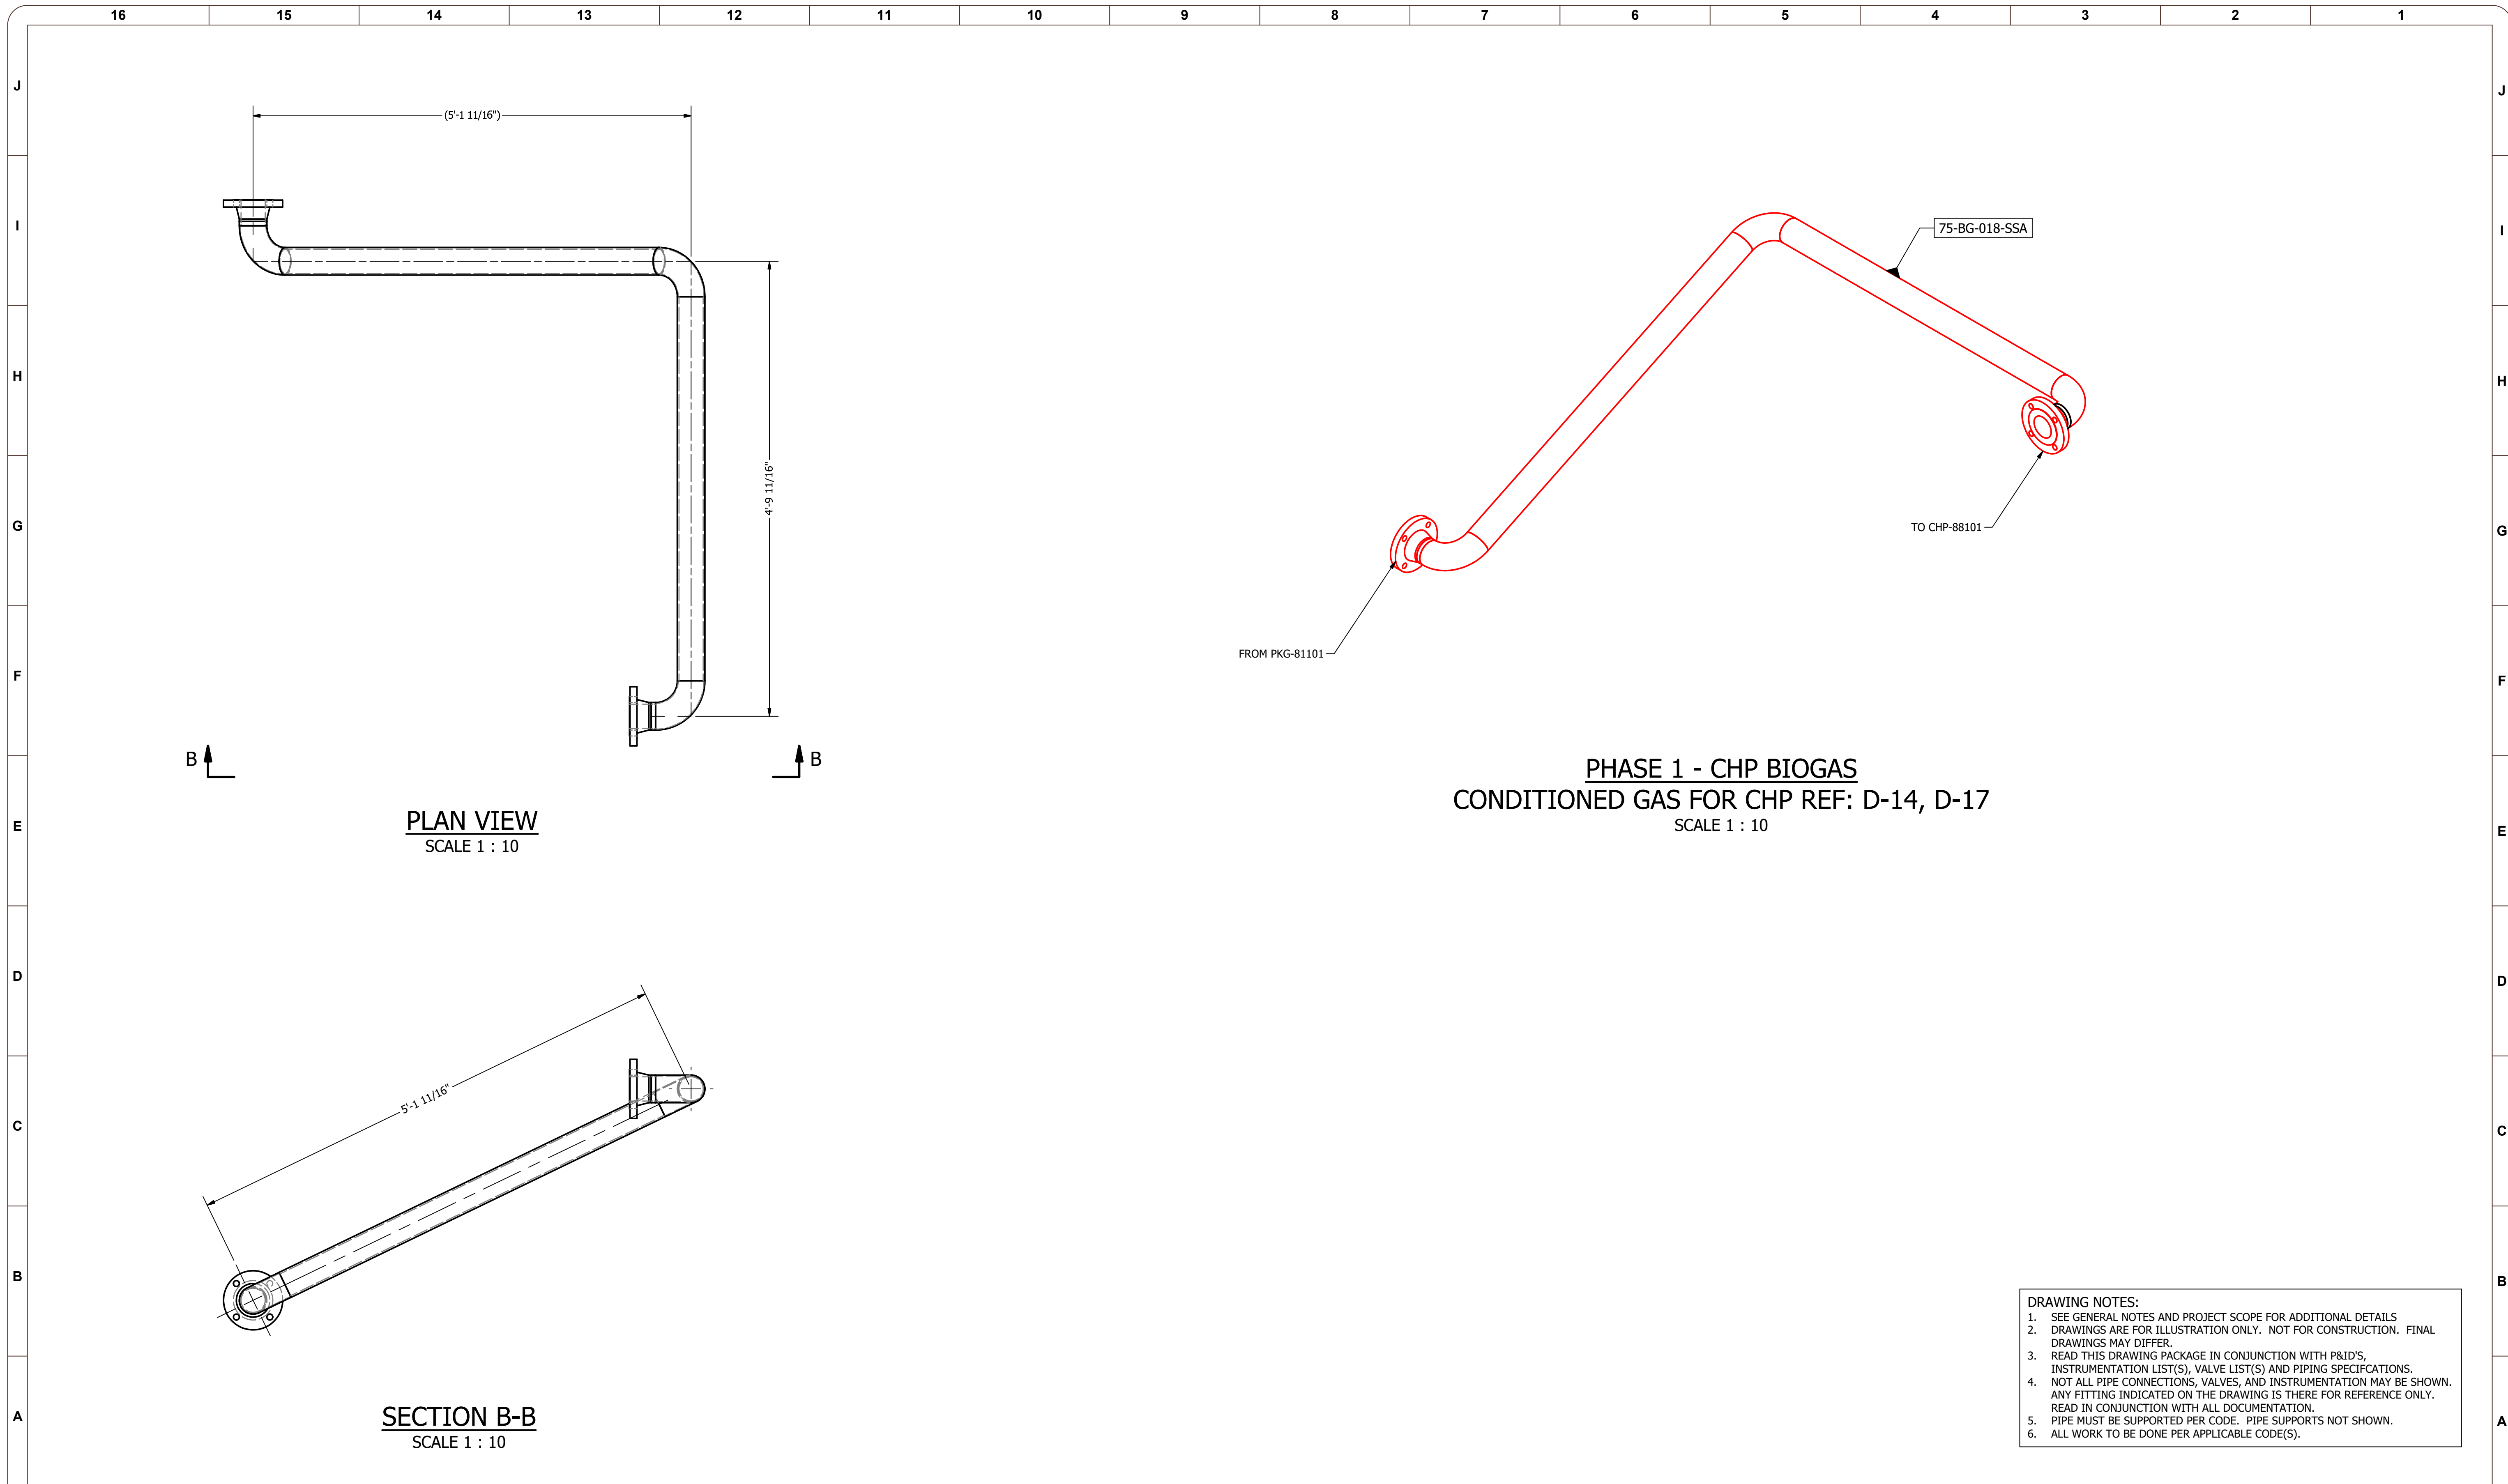 16 15 14 13 12 11 10 9 8 7 6 5 4 3 2 1
J
I
H
G
F
E
D
C
B
A
J
I
H
G
F
E
D
C
B
A
(5'-1 11/16")
4'-9 11/16"
B
B
PLAN VIEW
SCALE 1 : 10
75-BG-018-SSA
TO CHP-88101
FROM PKG-81101
PHASE 1 - CHP BIOGAS
CONDITIONED GAS FOR CHP REF: D-14, D-17
SCALE 1 : 10
5'-1 11/16"
SECTION B-B
SCALE 1 : 10
DRAWING NOTES:
1. SEE GENERAL NOTES AND PROJECT SCOPE FOR ADDITIONAL DETAILS
2. DRAWINGS ARE FOR ILLUSTRATION ONLY. NOT FOR CONSTRUCTION. FINAL
DRAWINGS MAY DIFFER.
3. READ THIS DRAWING PACKAGE IN CONJUNCTION WITH P&ID'S,
INSTRUMENTATION LIST(S), VALVE LIST(S) AND PIPING SPECIFCATIONS.
4. NOT ALL PIPE CONNECTIONS, VALVES, AND INSTRUMENTATION MAY BE SHOWN.
ANY FITTING INDICATED ON THE DRAWING IS THERE FOR REFERENCE ONLY.
READ IN CONJUNCTION WITH ALL DOCUMENTATION.
5. PIPE MUST BE SUPPORTED PER CODE. PIPE SUPPORTS NOT SHOWN.
6. ALL WORK TO BE DONE PER APPLICABLE CODE(S).